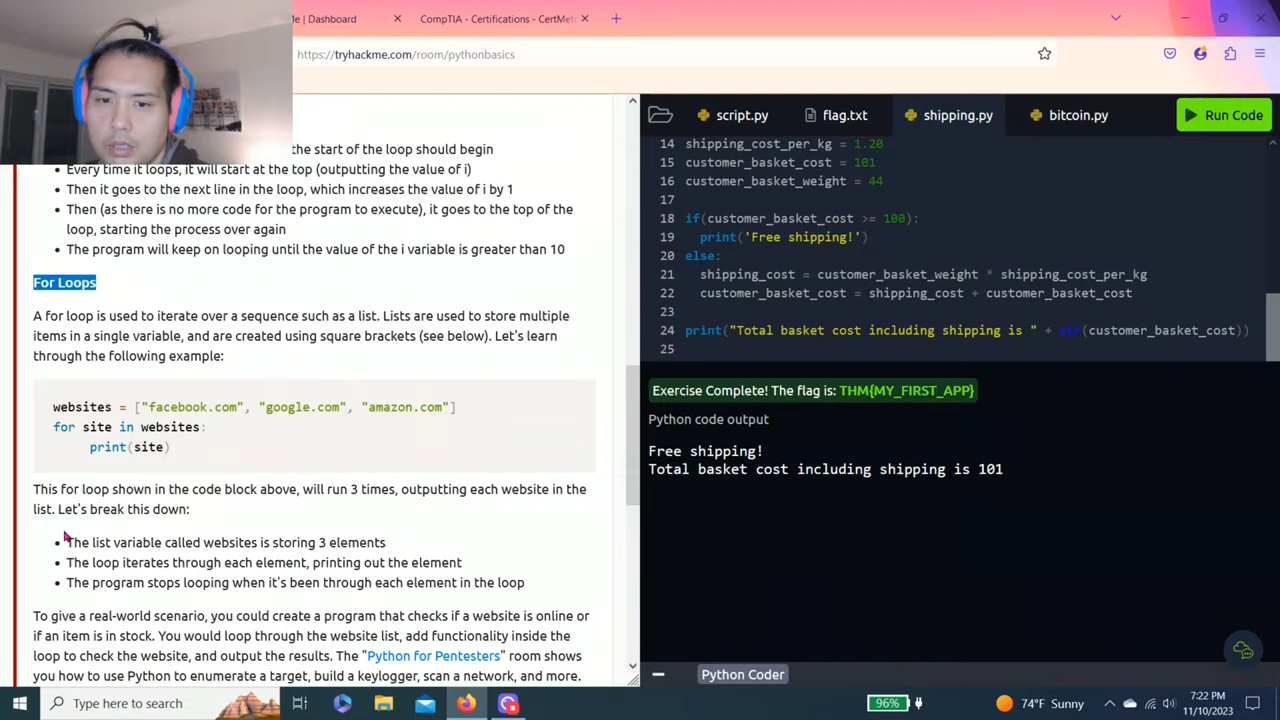 Me | Dashboard
CompTIA - Certifications - CertMet
https://tryhackme.com/room/pythonbasics
the start of the loop should begin
Every time it loops, it will start at the top (outputting the value of i)
Then it goes to the next line in the loop, which increases the value of i by 1
Then (as there is no more code for the program to execute), it goes to the top of the
loop, starting the process over again
The program will keep on looping until the value of the i variable is greater than 10
For Loops
A for loop is used to iterate over a sequence such as a list. Lists are used to store multiple
items in a single variable, and are created using square brackets (see below). Let's learn
through the following example:
websites = ["facebook.com", "google.com", "amazon.com"]
for site in websites:
print(site)
This for loop shown in the code block above, will run 3 times, outputting each website in the
list. Let's break this down:
The list variable called websites is storing 3 elements
The loop iterates through each element, printing out the element
The program stops looping when it's been through each element in the loop
To give a real-world scenario, you could create a program that checks if a website is online or
if an item is in stock. You would loop through the website list, add functionality inside the
loop to check the website, and output the results. The "Python for Pentesters" room shows
you how to use Python to enumerate a target, build a keylogger, scan a network, and more.
script.py
flag.txt
shipping.py
bitcoin.py
Run Code
14 shipping_cost_per_kg = 1.20
15 customer_basket_cost = 101
16 customer_basket_weight = 44
17
18 if(customer_basket_cost >= 100):
19 print('Free shipping!')
20 else:
21 shipping_cost = customer_basket_weight * shipping_cost_per_kg
22 customer_basket_cost = shipping_cost + customer_basket_cost
23
24 print("Total basket cost including shipping is " + str(customer_basket_cost))
25
Exercise Complete! The flag is: THM{MY_FIRST_APP}
Python code output
Free shipping!
Total basket cost including shipping is 101
Python Coder
Type here to search
96%
74°F Sunny
7:22 PM
11/10/2023